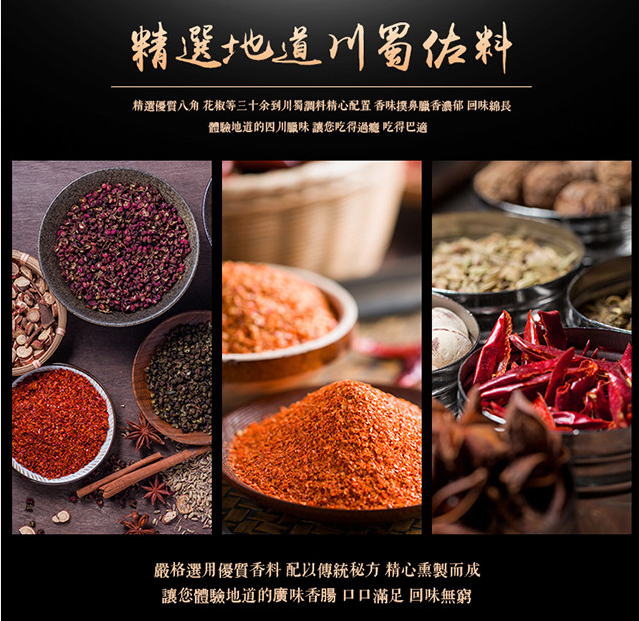 精選地道川蜀佐料
精選優質八角 花椒等三十余到川蜀調料精心配置 香味撲鼻臘香濃郁 回味綿長
體驗地道的四川臘味 讓您吃得過癮 吃得巴適
嚴格選用優質香料 配以傳統秘方 精心熏製而成
讓您體驗地道的廣味香腸 口口滿足 回味無窮